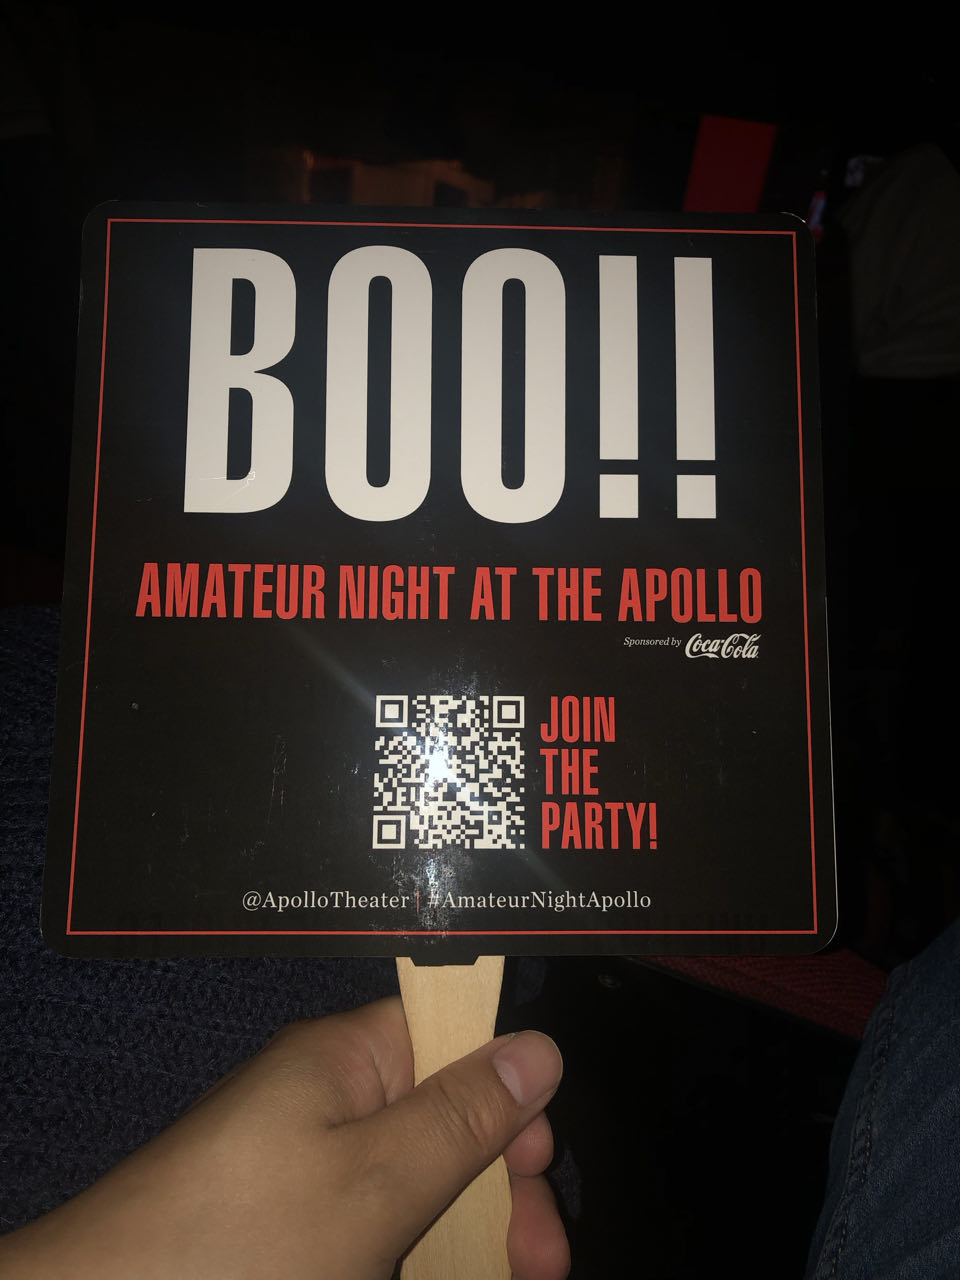 BOO!!
AMATEUR NIGHT AT THE APOLLO
Sponsored by Coca-Cola
JOIN
THE
PARTY!
@ApolloTheater | #AmateurNightApollo